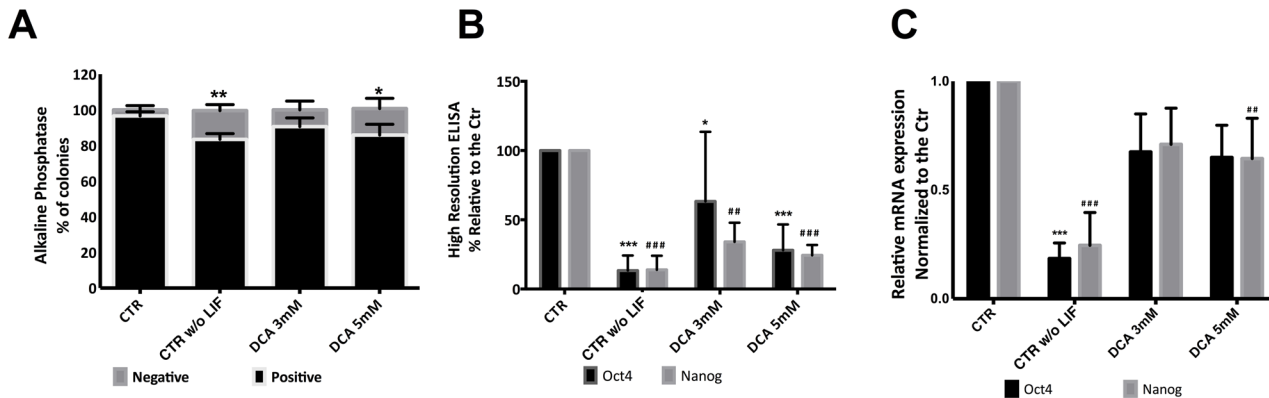 A
Alkaline Phosphatase
% of colonies
120
100
80
60
40
20
0
**
*
CTR
CTR w/o LIF
DCA 3mM
DCA 5mM
Negative
Positive
B
High Resolution ELISA
% Relative to the Ctr
150
100
50
0
***
###
*
##
***
###
CTR
CTR w/o LIF
DCA 3mM
DCA 5mM
Oct4
Nanog
C
Relative mRNA expression
Normalized to the Ctr
1.0
0.5
0.0
***
###
##
CTR
CTR w/o LIF
DCA 3mM
DCA 5mM
Oct4
Nanog